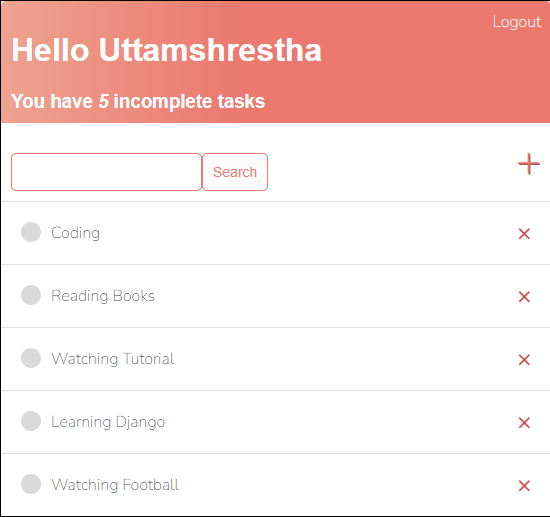 Logout
Hello Uttamshrestha
You have 5 incomplete tasks
Search
Coding
Reading Books
Watching Tutorial
Learning Django
Watching Football